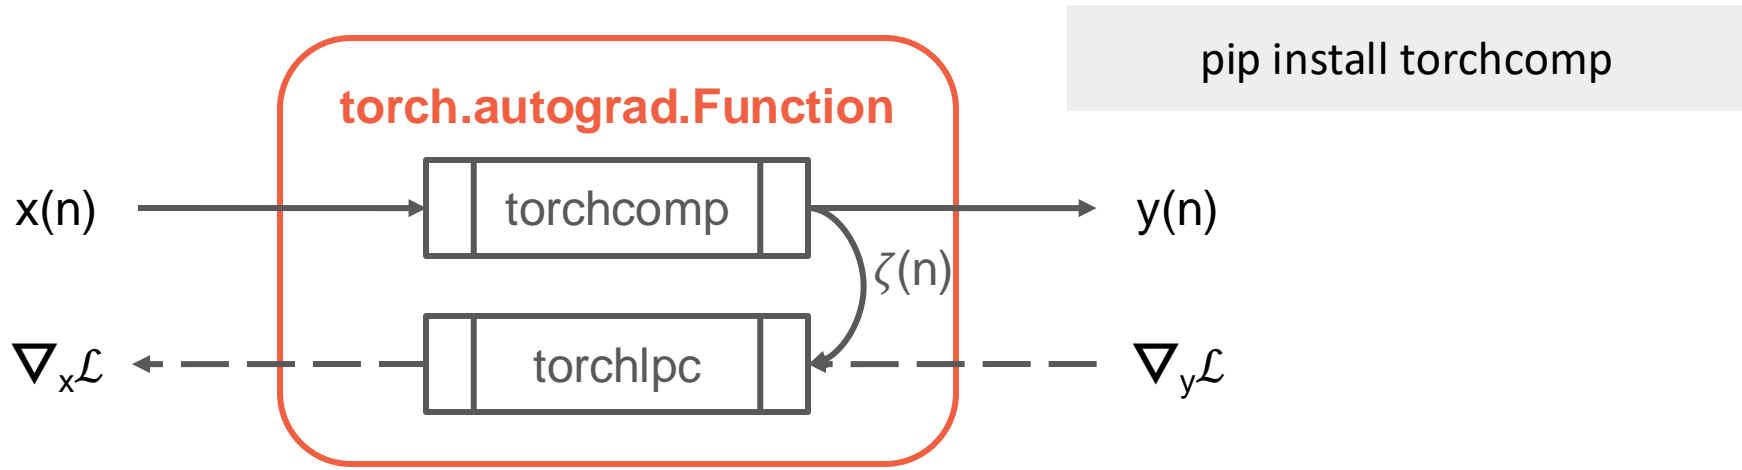 pip install torchcomp
torch.autograd.Function
x(n)
torchcomp
y(n)
ζ(n)
∇ₓℒ
torchlpc
∇ᵧℒ